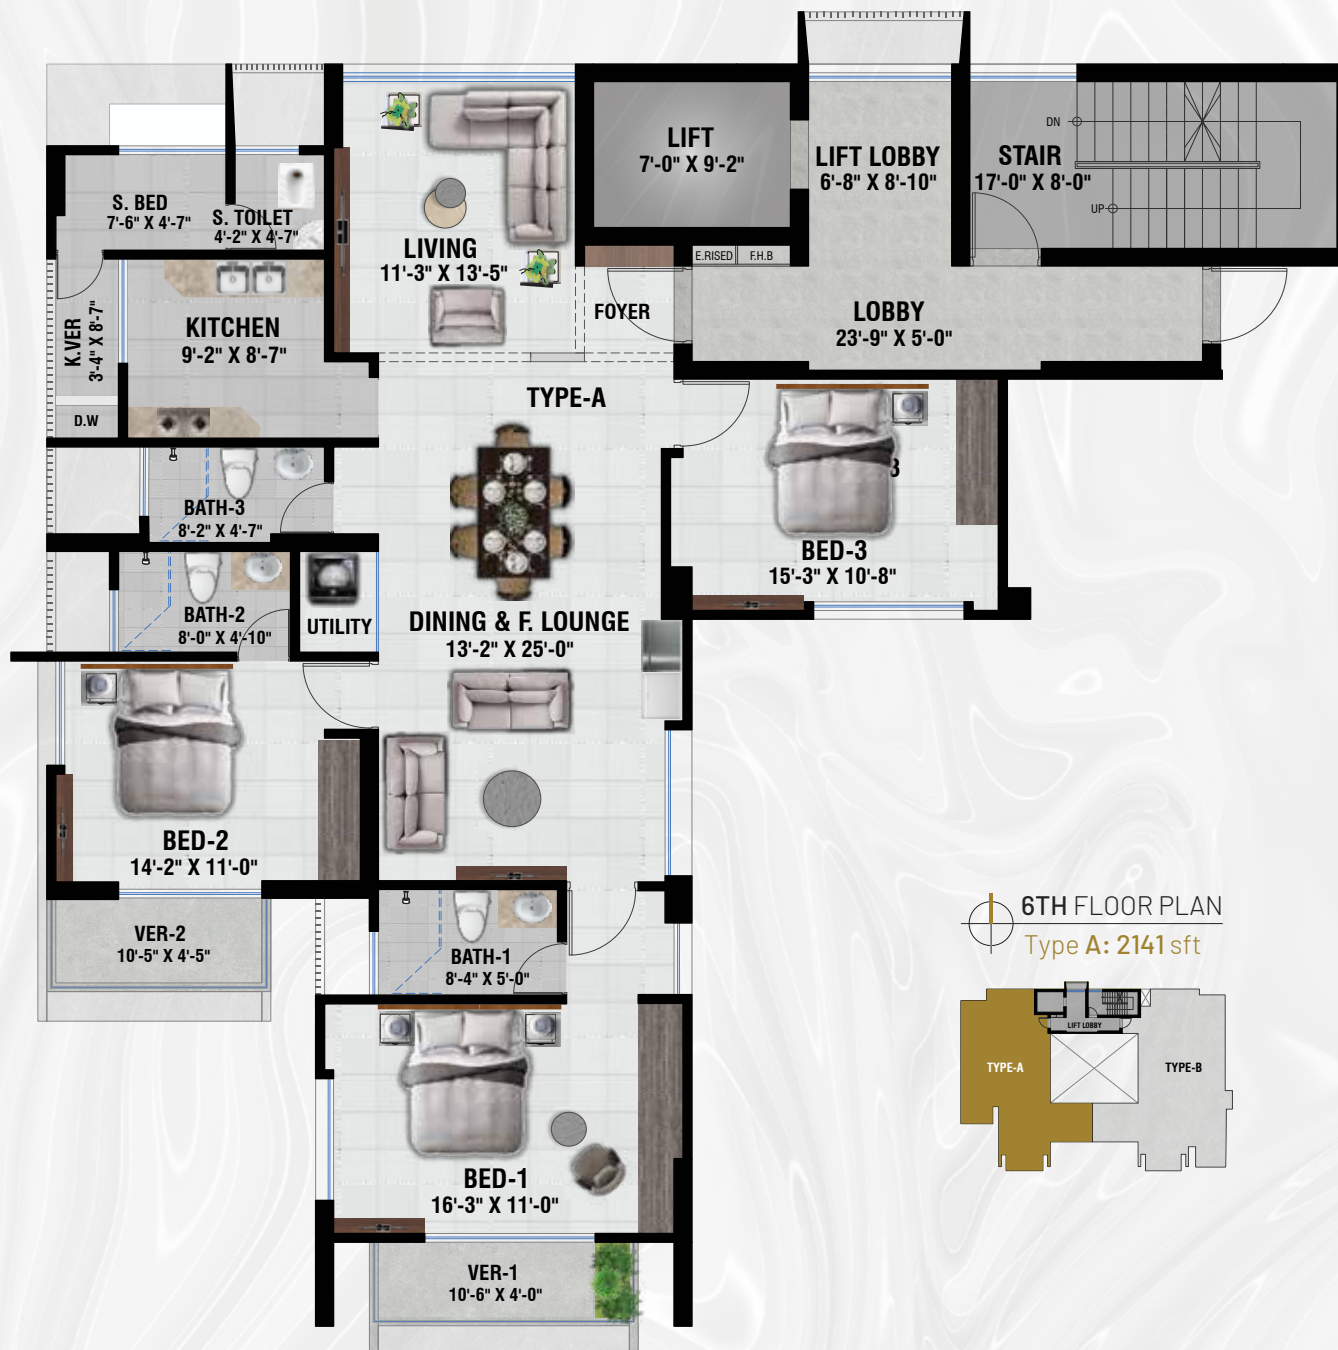 LIFT
7'-0" X 9'-2"
LIFT LOBBY
6'-8" X 8'-10"
STAIR
17'-0" X 8'-0"
DN
UP
S. BED
7'-6" X 4'-7"
S. TOILET
4'-2" X 4'-7"
LIVING
11'-3" X 13'-5"
E.RISED
F.H.B
FOYER
LOBBY
23'-9" X 5'-0"
K.VER
3'-4" X 8'-7"
KITCHEN
9'-2" X 8'-7"
D.W
TYPE-A
BATH-3
8'-2" X 4'-7"
3
BED-3
15'-3" X 10'-8"
BATH-2
8'-0" X 4'-10"
UTILITY
DINING & F. LOUNGE
13'-2" X 25'-0"
BED-2
14'-2" X 11'-0"
VER-2
10'-5" X 4'-5"
BATH-1
8'-4" X 5'-0"
6TH FLOOR PLAN
Type A: 2141 sft
LIFT LOBBY
TYPE-A
TYPE-B
BED-1
16'-3" X 11'-0"
VER-1
10'-6" X 4'-0"